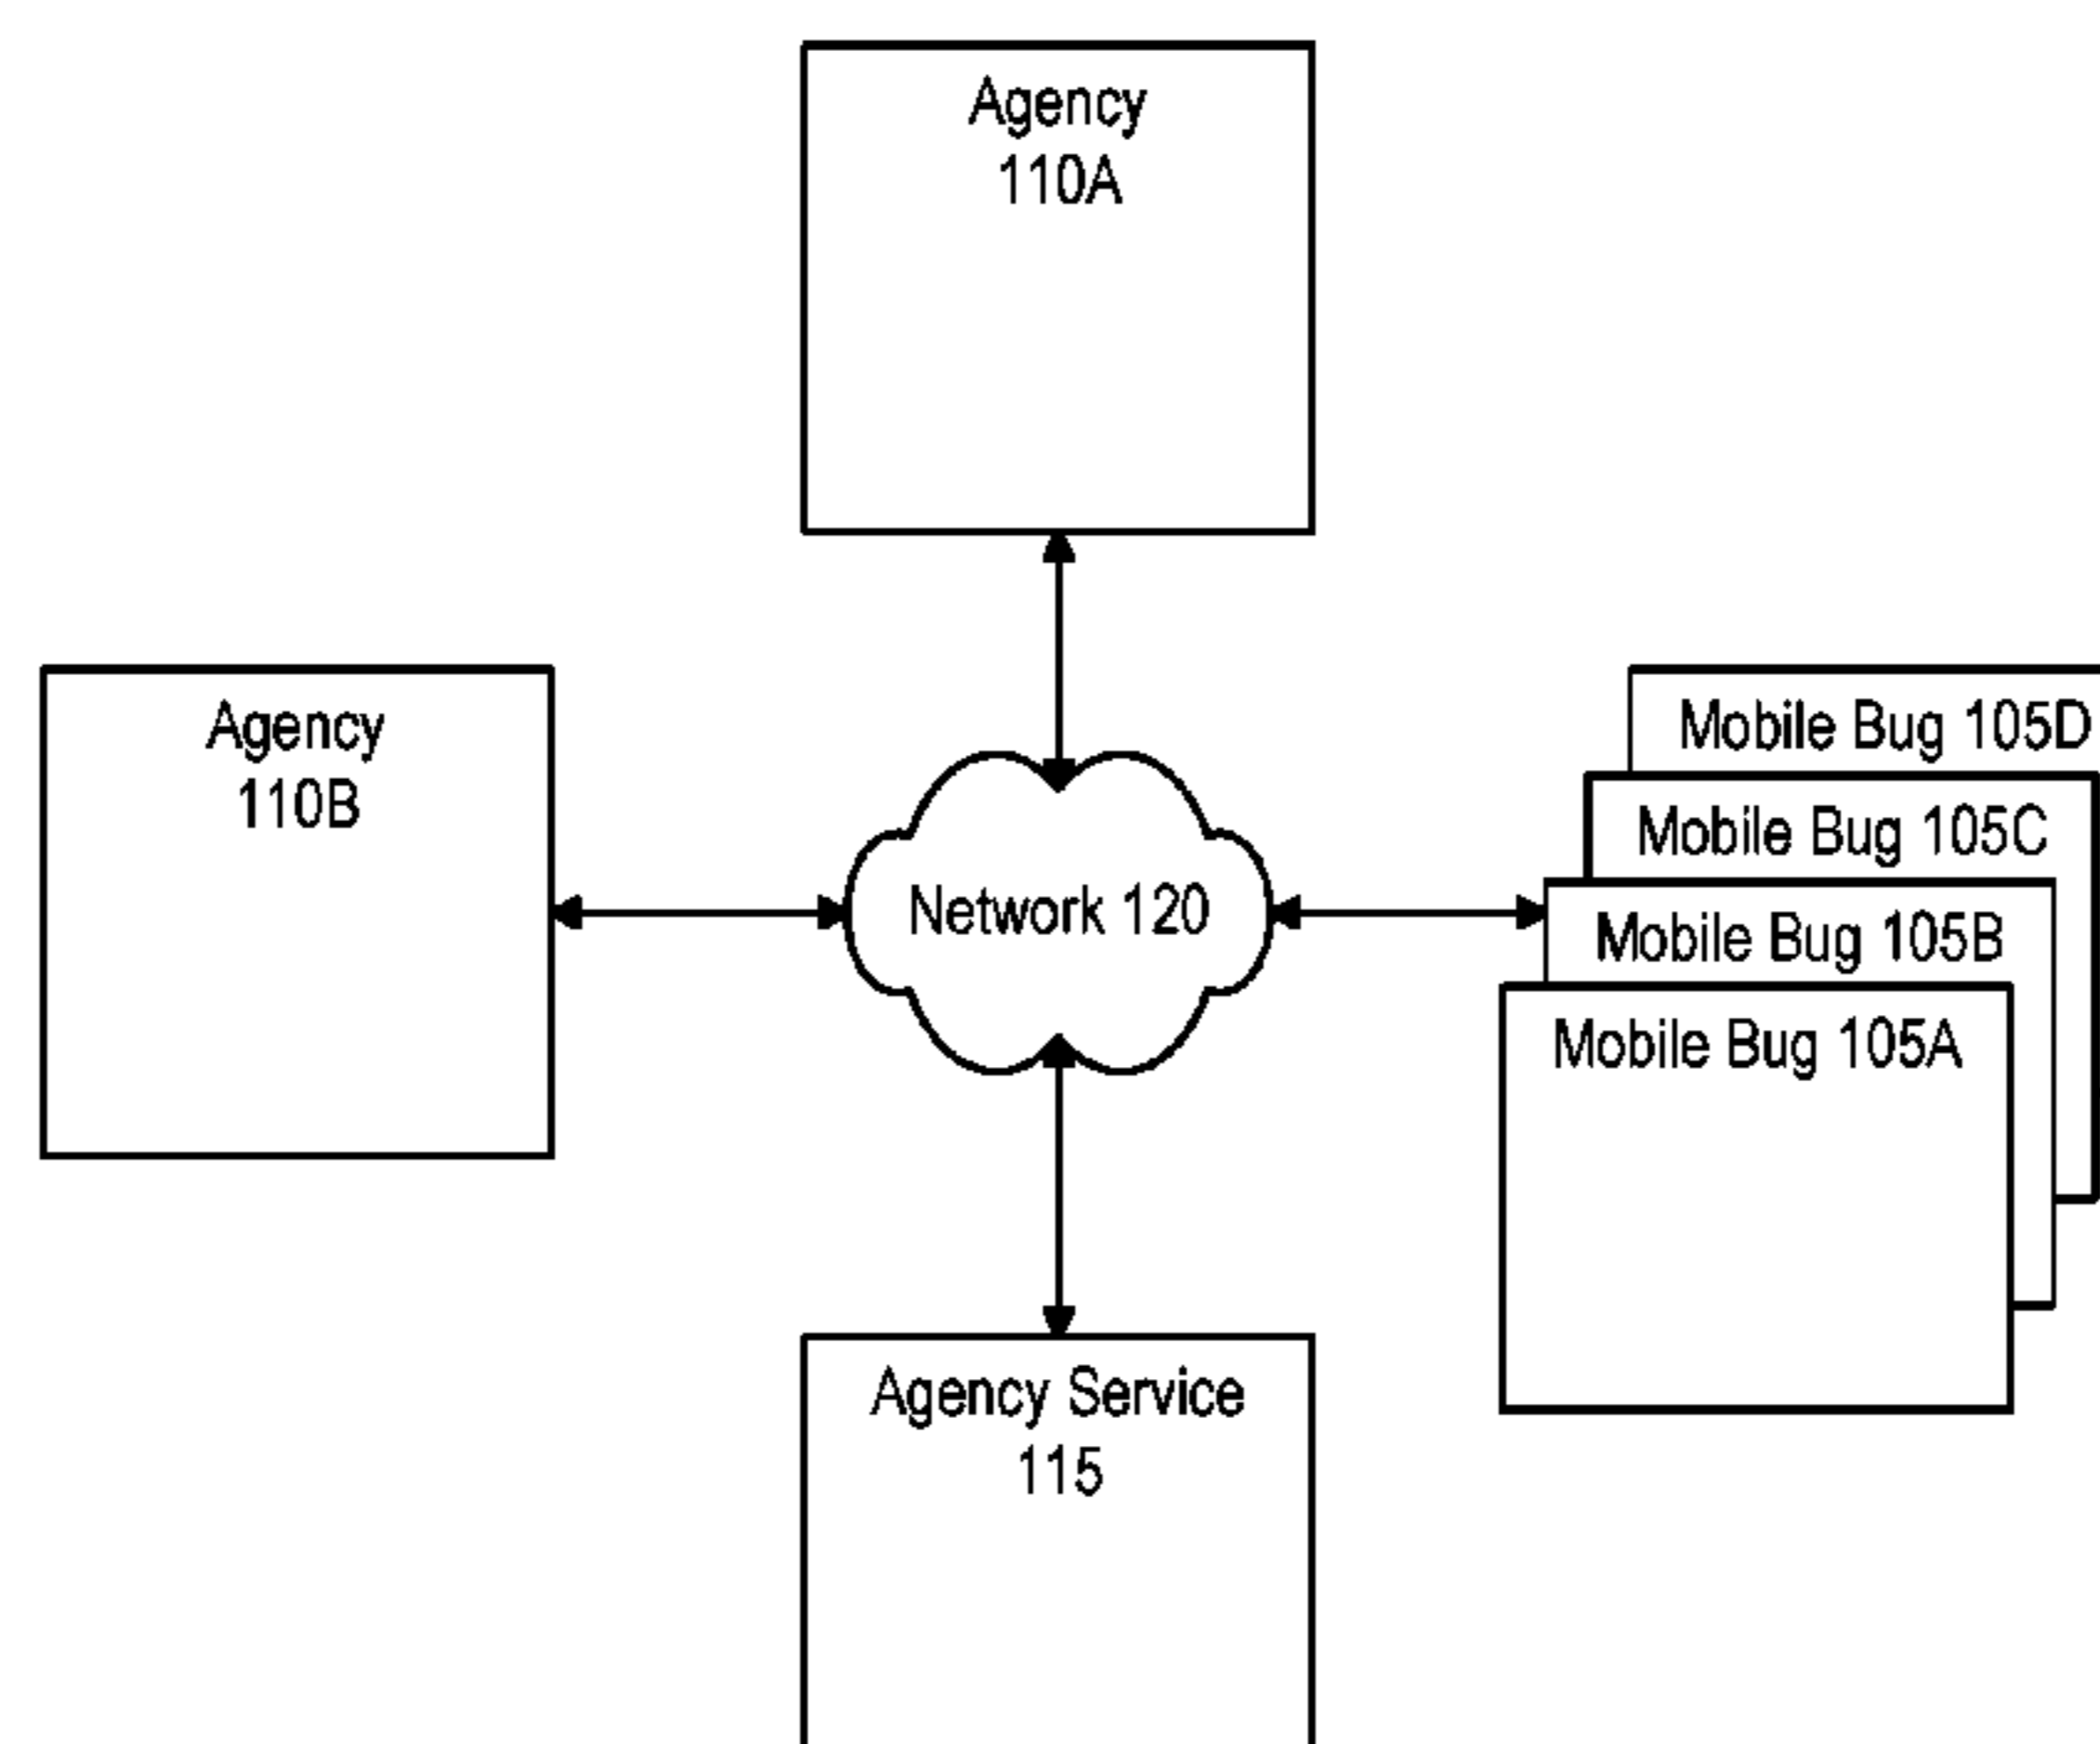 Agency
110A
Agency
110B
Network 120
Mobile Bug 105D
Mobile Bug 105C
Mobile Bug 105B
Mobile Bug 105A
Agency Service
115